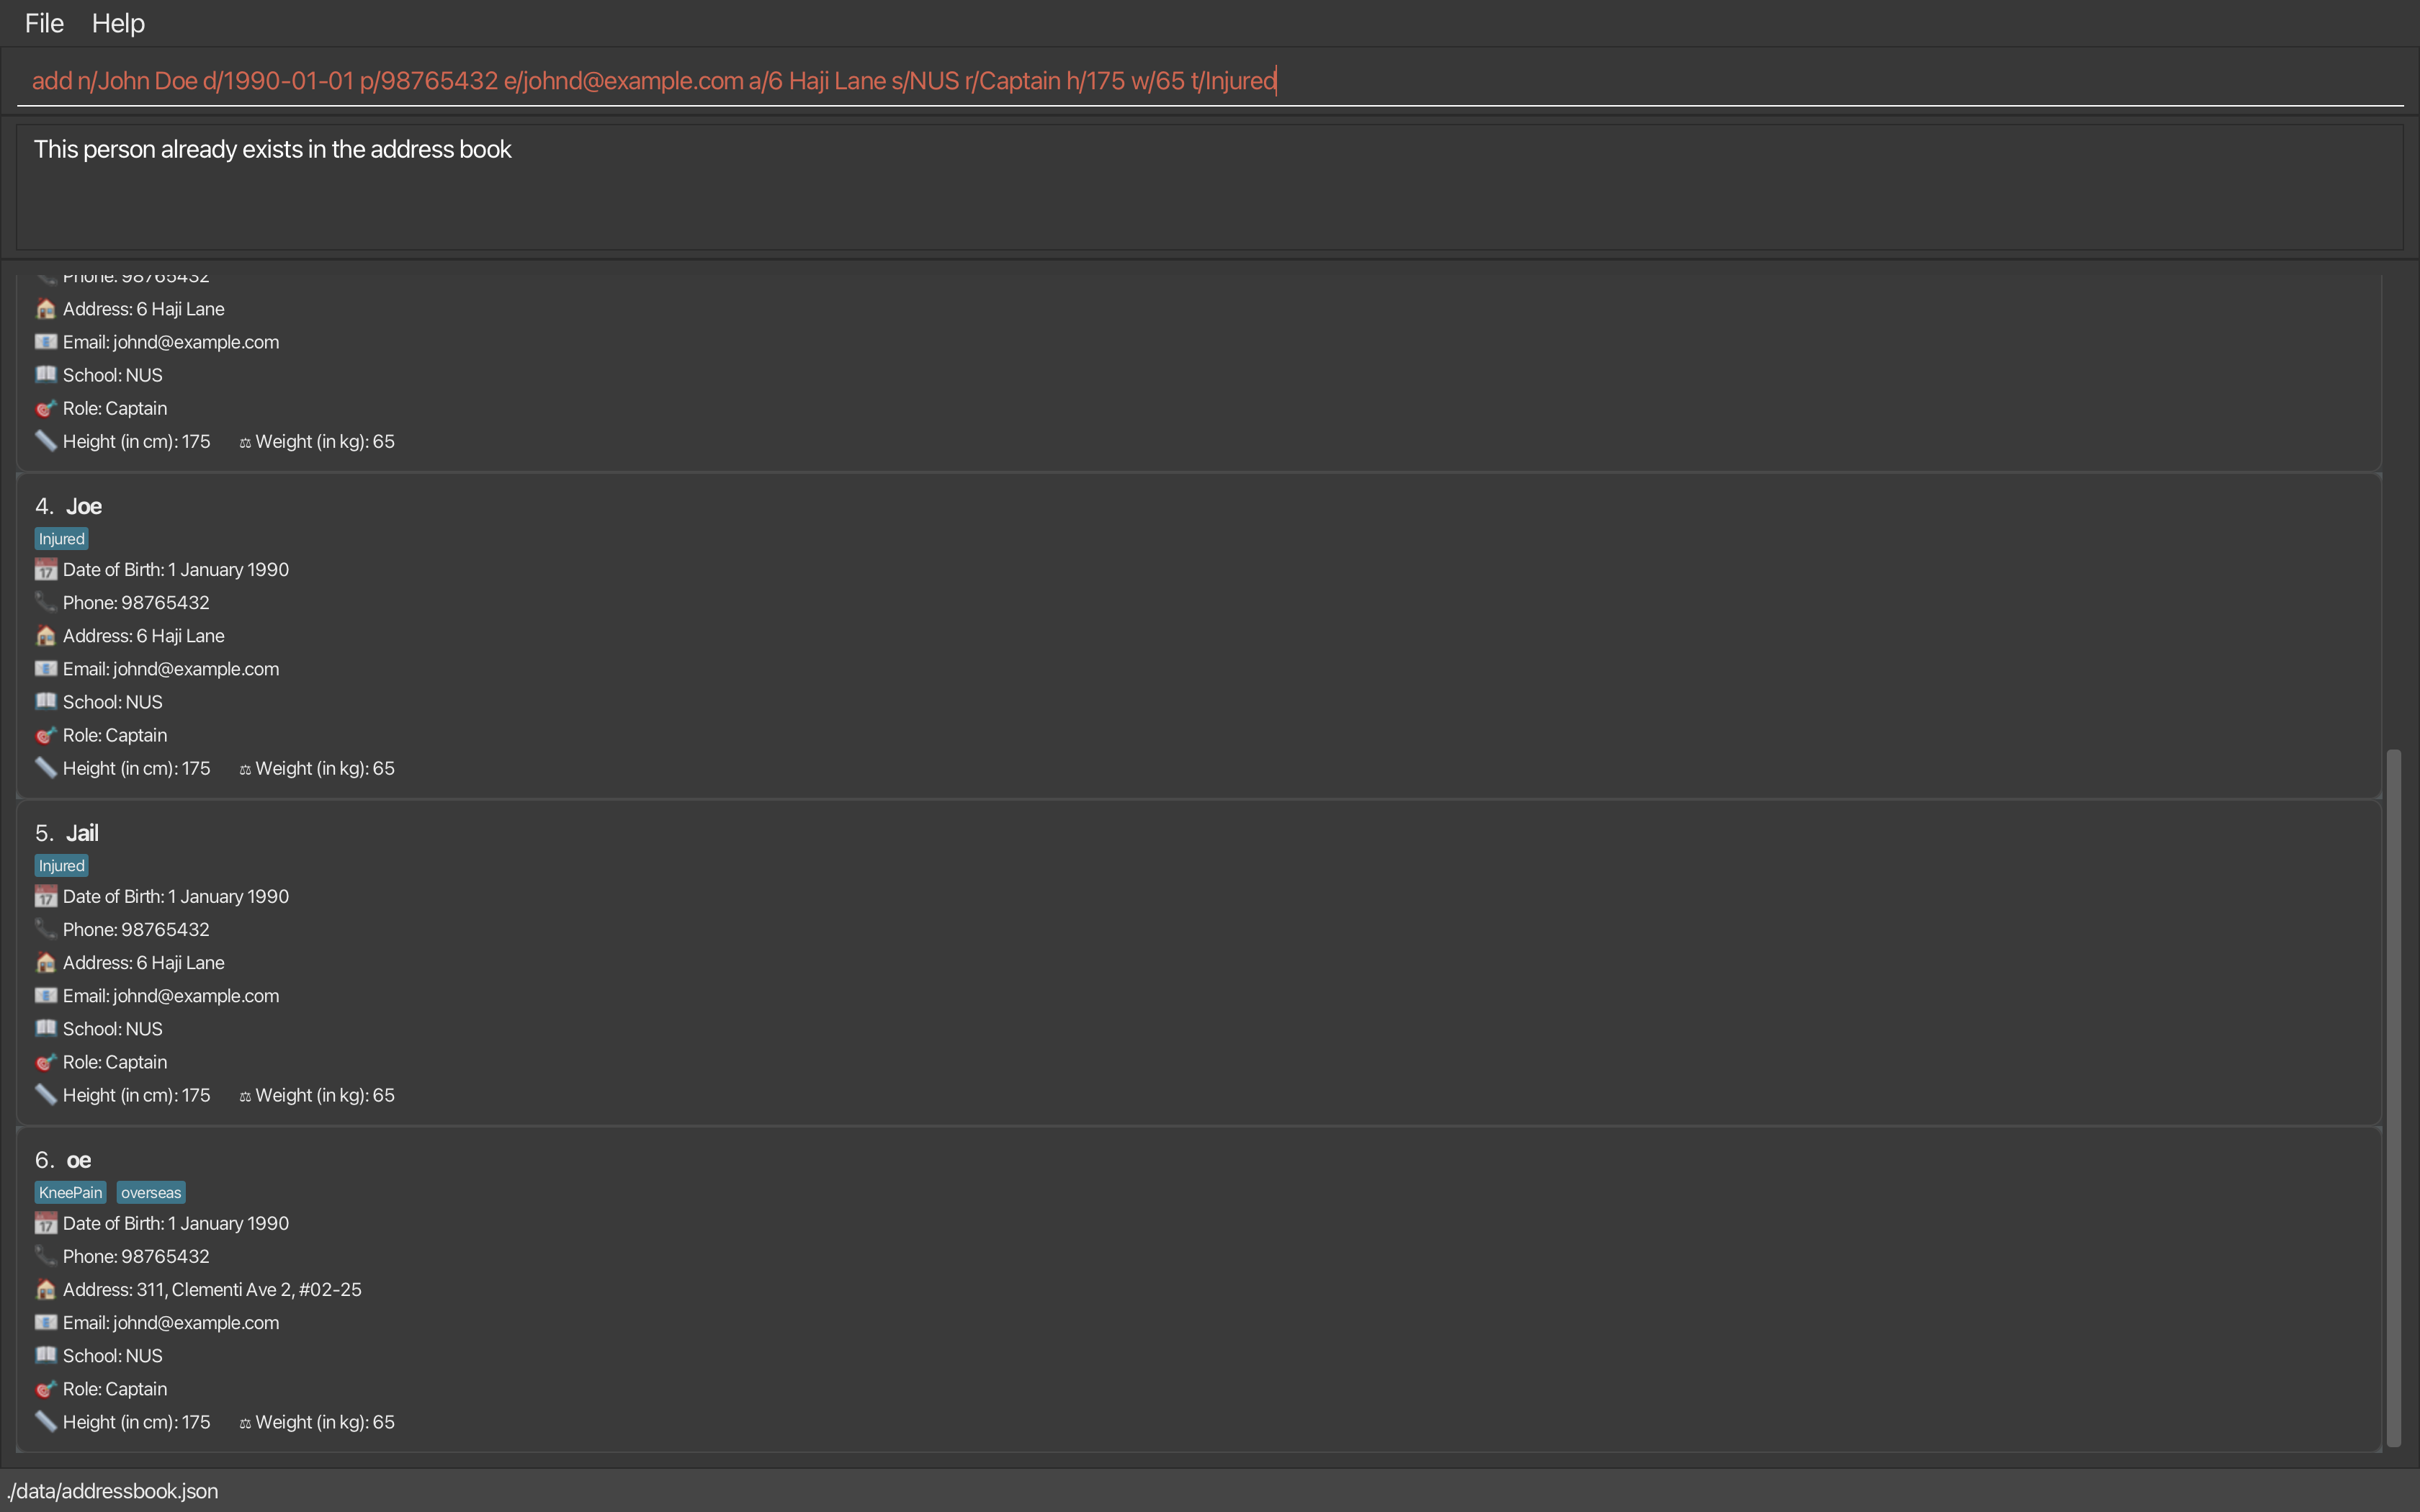 File Help
add n/John Doe d/1990-01-01 p/98765432 e/johnd@example.com a/6 Haji Lane s/NUS r/Captain h/175 w/65 t/Injured
This person already exists in the address book
Phone: 98765432
Address: 6 Haji Lane
Email: johnd@example.com
School: NUS
Role: Captain
Height (in cm): 175 Weight (in kg): 65
4. Joe
Injured
Date of Birth: 1 January 1990
Phone: 98765432
Address: 6 Haji Lane
Email: johnd@example.com
School: NUS
Role: Captain
Height (in cm): 175 Weight (in kg): 65
5. Jail
Injured
Date of Birth: 1 January 1990
Phone: 98765432
Address: 6 Haji Lane
Email: johnd@example.com
School: NUS
Role: Captain
Height (in cm): 175 Weight (in kg): 65
6. oe
KneePain overseas
Date of Birth: 1 January 1990
Phone: 98765432
Address: 311, Clementi Ave 2, #02-25
Email: johnd@example.com
School: NUS
Role: Captain
Height (in cm): 175 Weight (in kg): 65
./data/addressbook.json